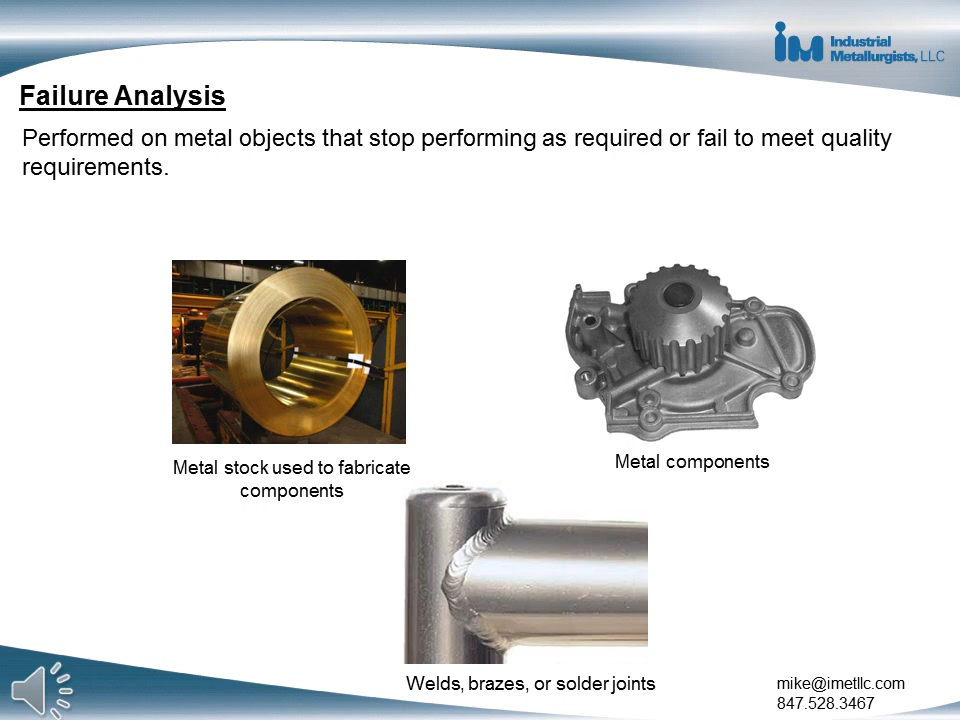 Industrial
Metallurgists, LLC
Failure Analysis
Performed on metal objects that stop performing as required or fail to meet quality
requirements.
Metal stock used to fabricate
components
Metal components
Welds, brazes, or solder joints
mike@imetllc.com
847.528.3467